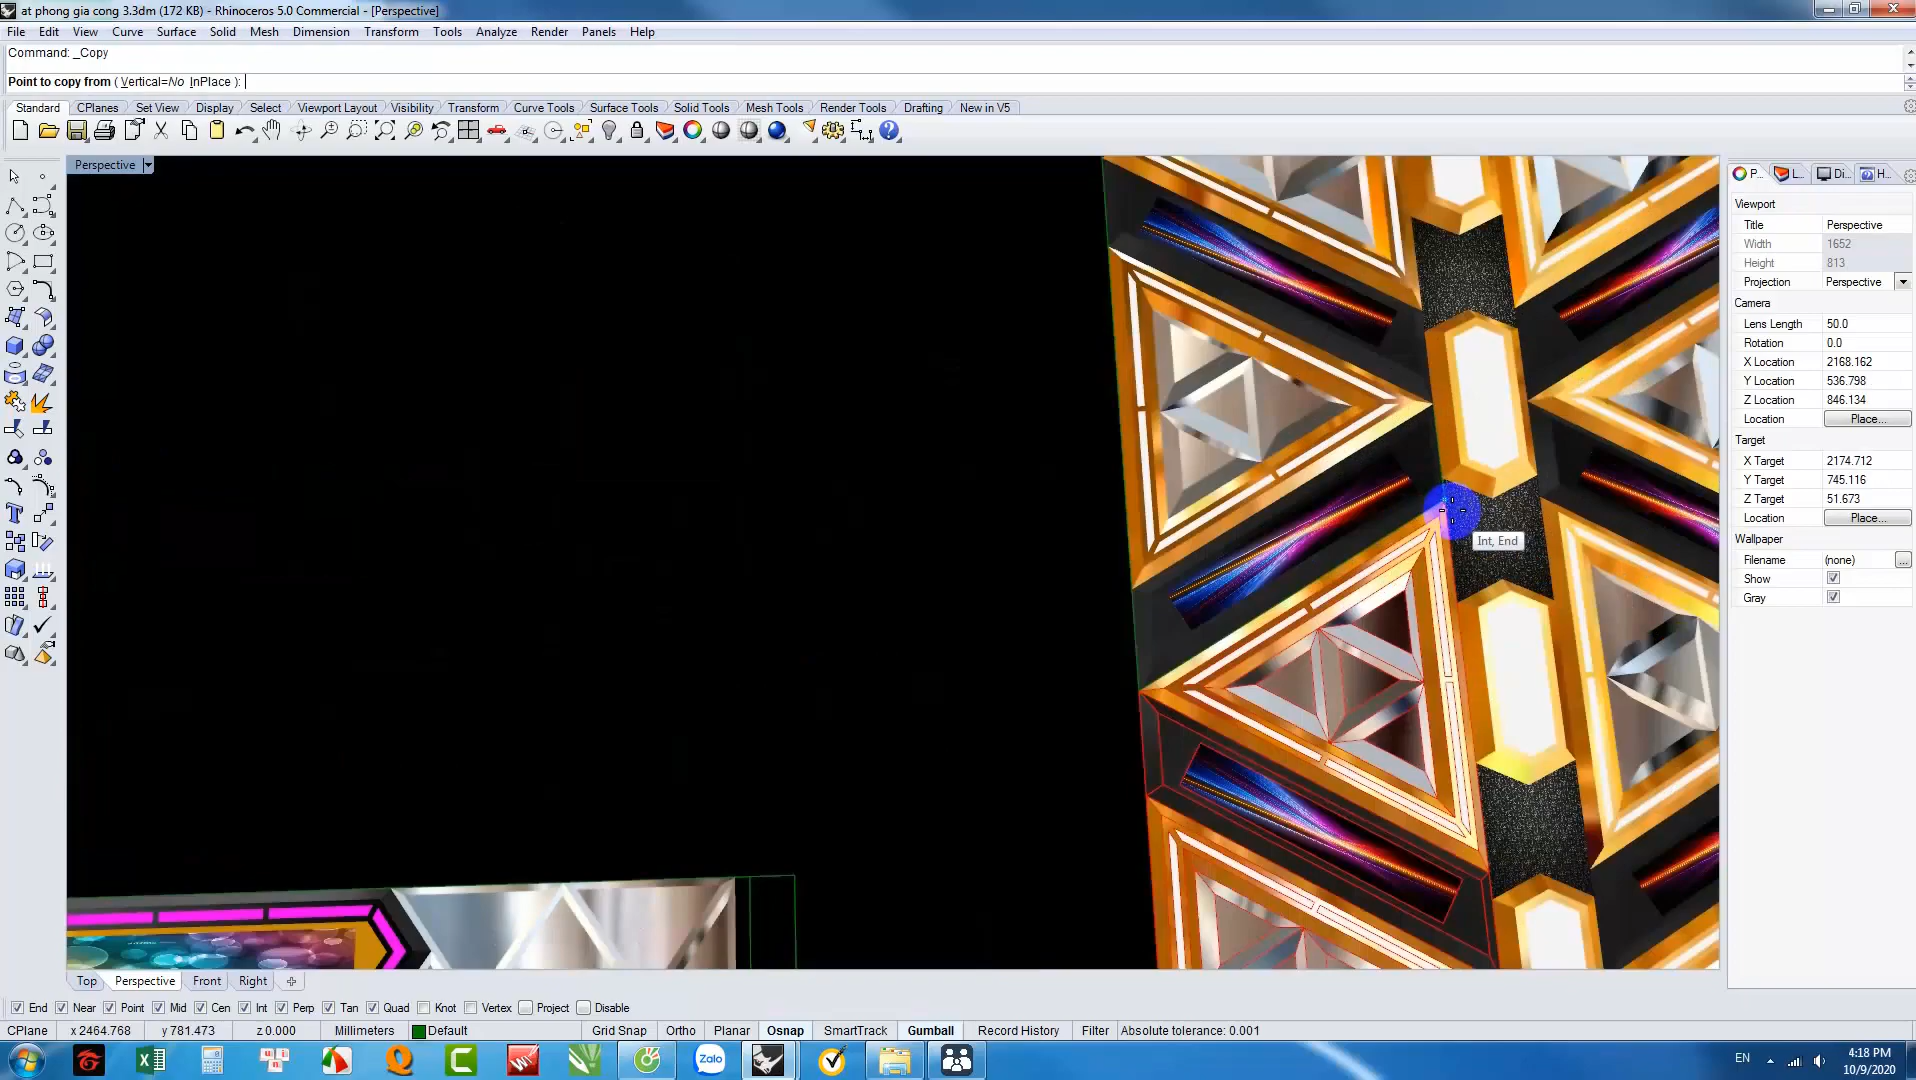 at phong gia cong 3.3dm (172 KB) - Rhinoceros 5.0 Commercial - [Perspective]
File Edit View Curve Surface Solid Mesh Dimension Transform Tools Analyze Render Panels Help
Command: _Copy
Point to copy from ( Vertical=No InPlace ):
Standard CPlanes Set View Display Select Viewport Layout Visibility Transform Curve Tools Surface Tools Solid Tools Mesh Tools Render Tools Drafting New in V5
Perspective
P... L... Di... H...
Viewport
Title Perspective
Width 1652
Height 813
Projection Perspective
Camera
Lens Length 50.0
Rotation 0.0
X Location 2168.162
Y Location 536.798
Z Location 846.134
Location Place...
Target
X Target 2174.712
Y Target 745.116
Z Target 51.673
Location Place...
Wallpaper
Filename (none) ...
Show
Gray
Int, End
Top Perspective Front Right
End Near Point Mid Cen Int Perp Tan Quad Knot Vertex Project Disable
CPlane x 2464.768 y 781.473 z 0.000 Millimeters Default Grid Snap Ortho Planar Osnap SmartTrack Gumball Record History Filter Absolute tolerance: 0.001
Zalo
EN
4:18 PM
10/9/2020